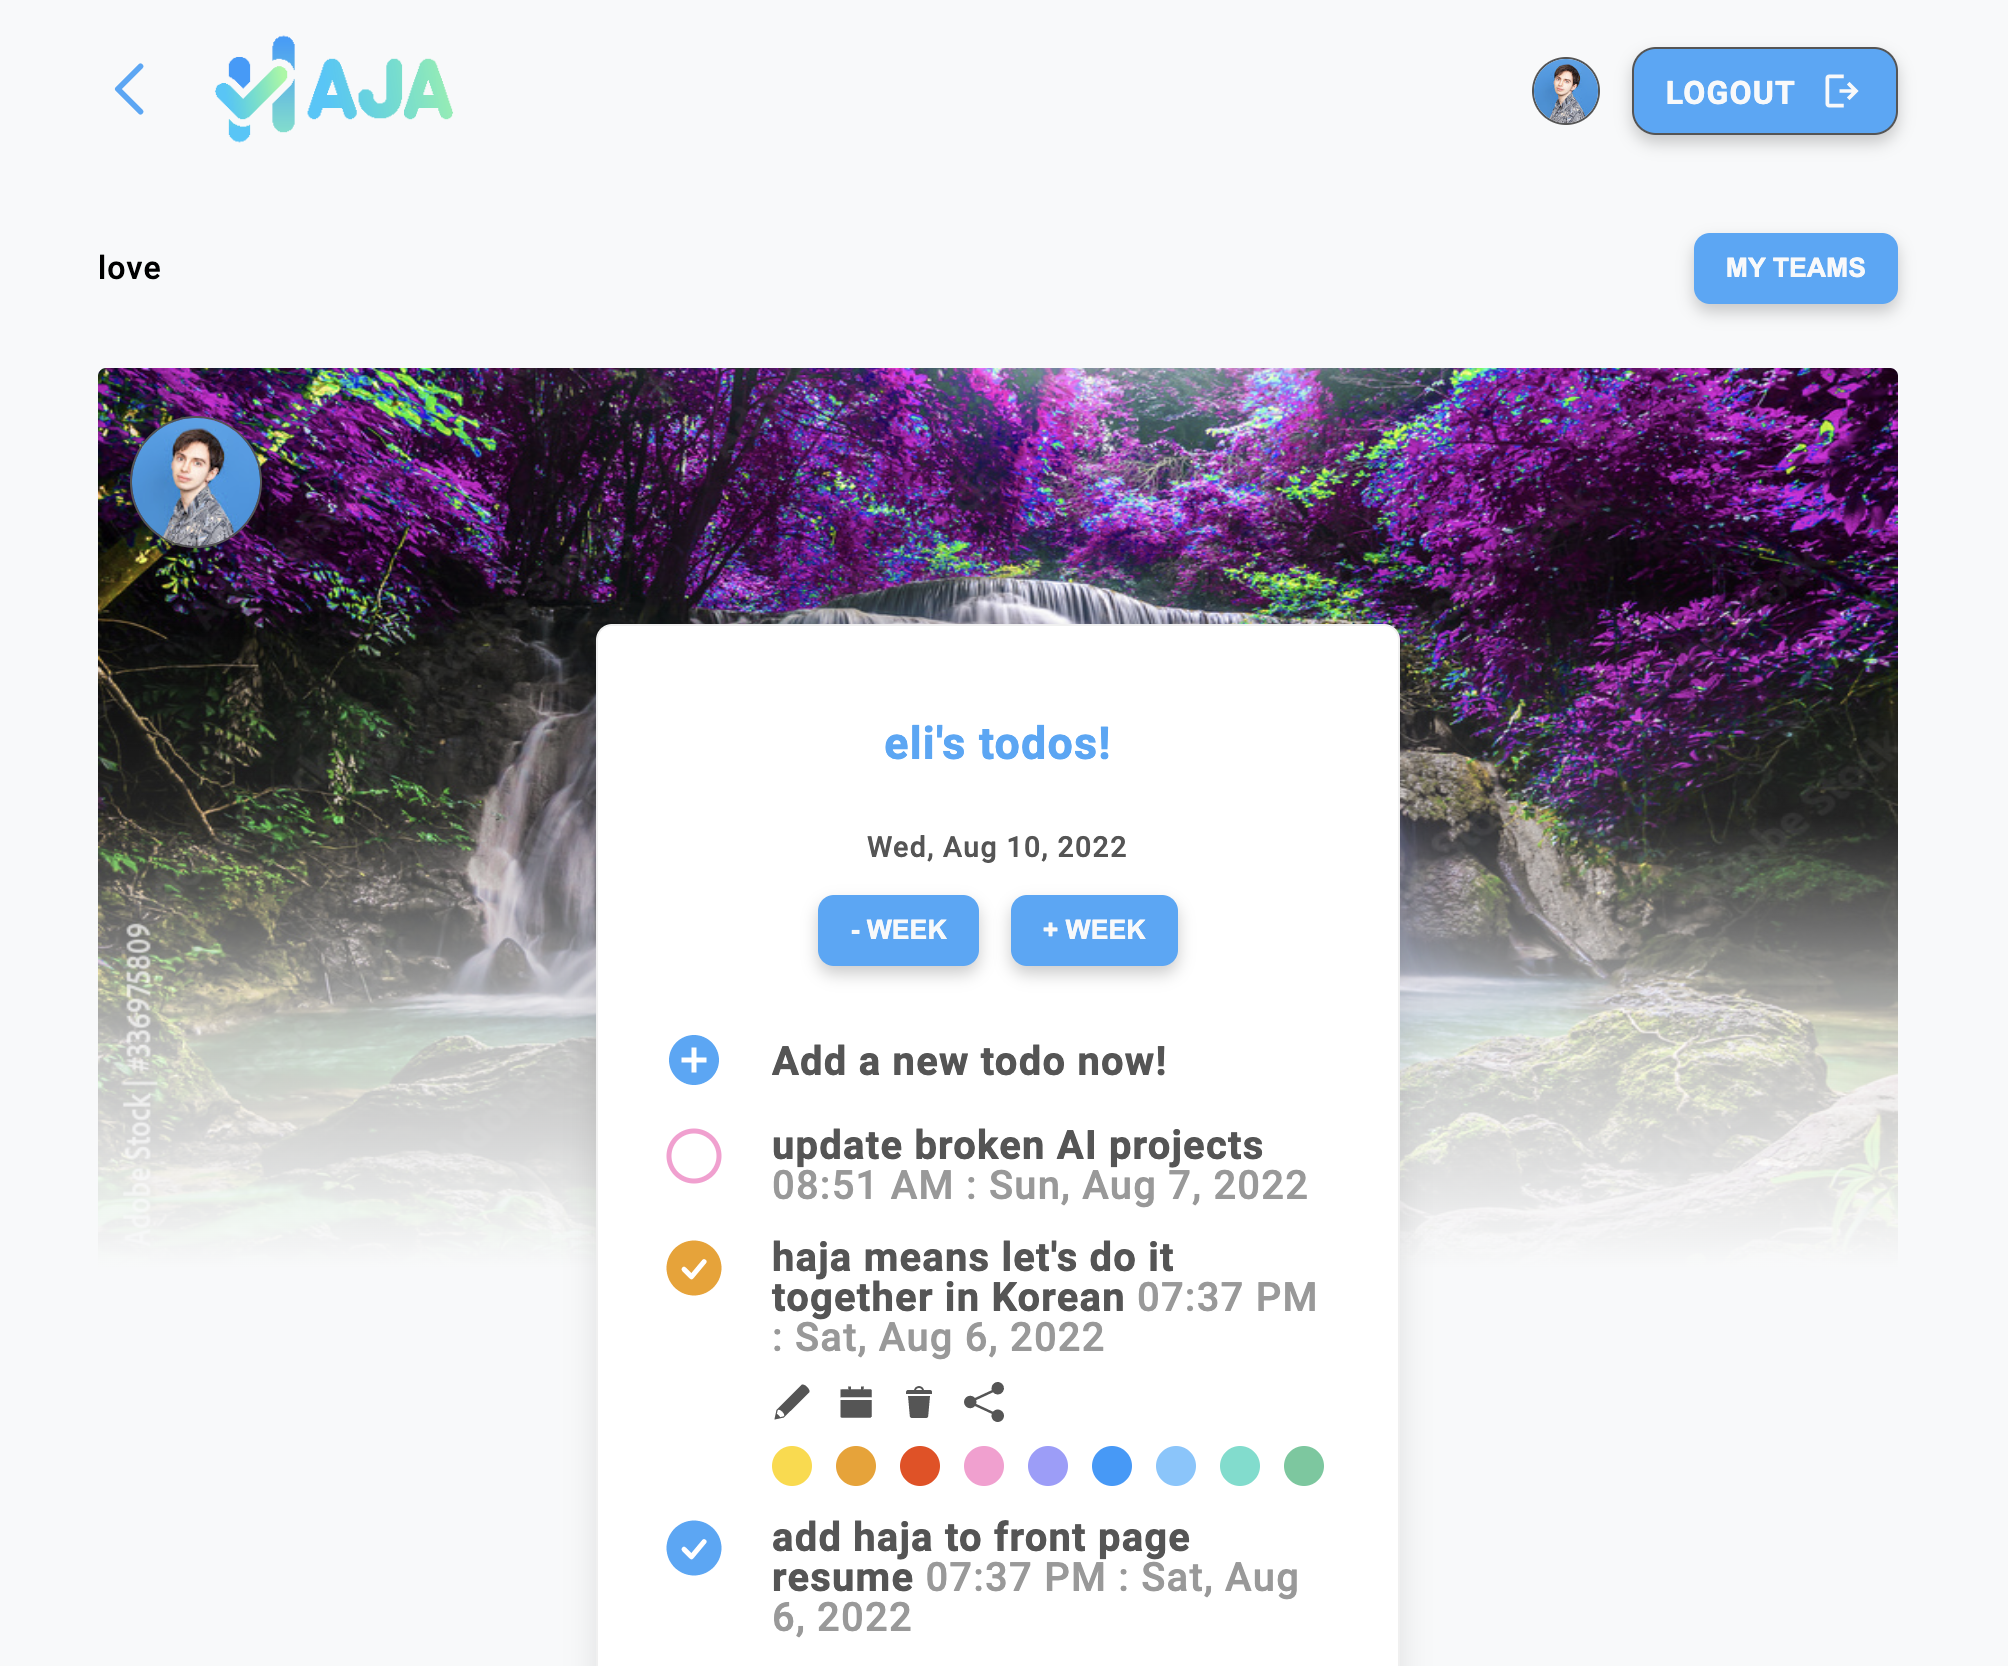 HAJA
LOGOUT
love
MY TEAMS
eli's todos!
Wed, Aug 10, 2022
- WEEK
+ WEEK
Add a new todo now!
update broken AI projects
08:51 AM : Sun, Aug 7, 2022
haja means let's do it
together in Korean 07:37 PM
: Sat, Aug 6, 2022
add haja to front page
resume 07:37 PM : Sat, Aug
6, 2022
Adobe Stock | #336975809